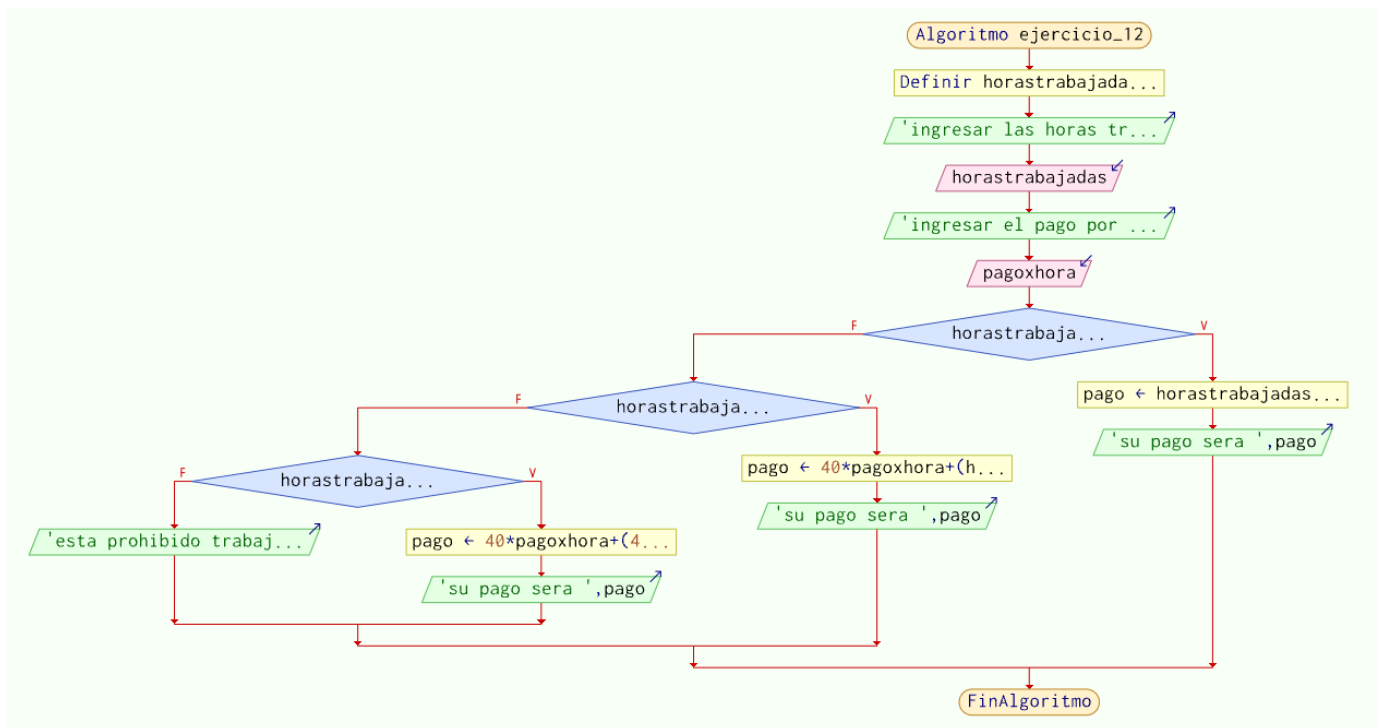 Algoritmo ejercicio_12
Definir horastrabajada...
'ingresar las horas tr...
horastrabajadas
'ingresar el pago por ...
pagoxhora
F
horastrabaja...
V
F
horastrabaja...
V
pago ← horastrabajadas...
'su pago sera ',pago
F
horastrabaja...
V
pago ← 40*pagoxhora+(h...
'su pago sera ',pago
'esta prohibido trabaj...
pago ← 40*pagoxhora+(4...
'su pago sera ',pago
FinAlgoritmo